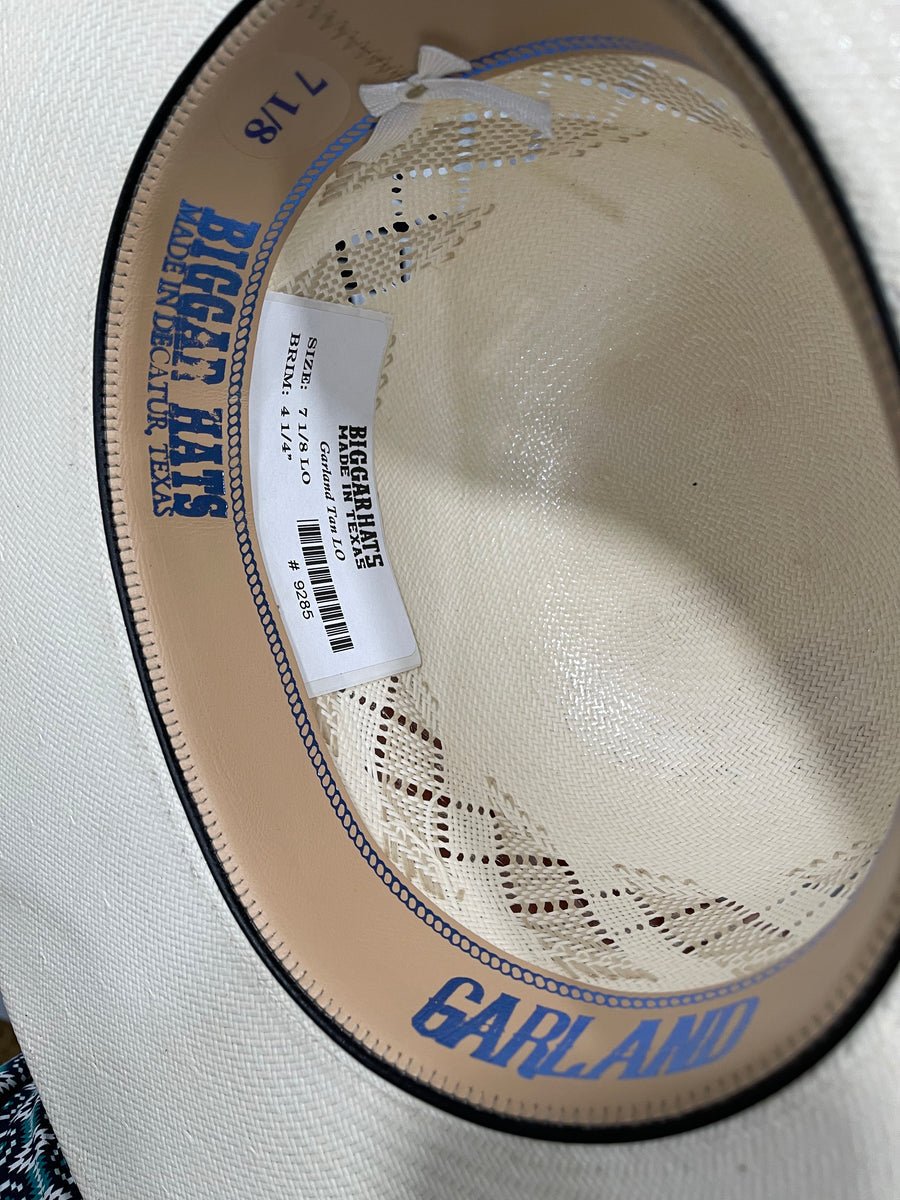 7 1/8
BIGGAR HATS
MADE IN DECATUR, TEXAS
BIGGARHATS
MADE IN TEXAS
Garland Tan LO
SIZE: 7 1/8 LO
BRIM: 4 1/4"
# 9285
GARLAND